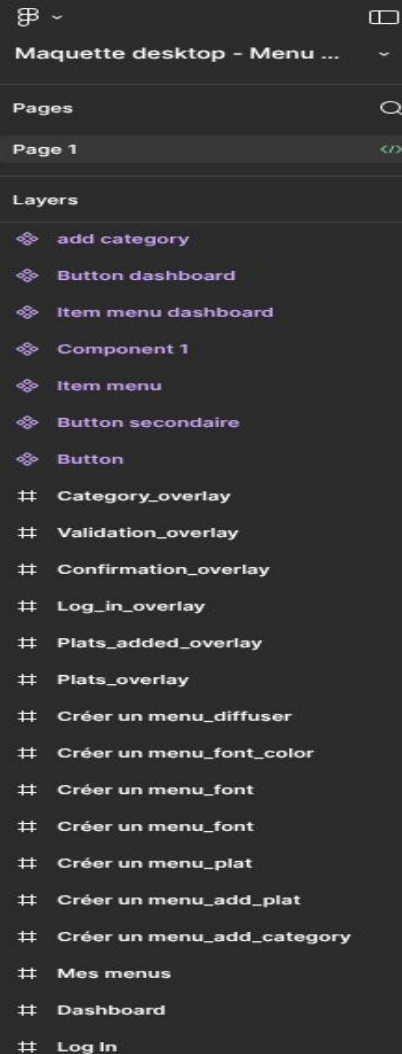 Maquette desktop - Menu ...
Pages
Page 1
Layers
add category
Button dashboard
Item menu dashboard
Component 1
Item menu
Button secondaire
Button
Category_overlay
Validation_overlay
Confirmation_overlay
Log_in_overlay
Plats_added_overlay
Plats_overlay
Créer un menu_diffuser
Créer un menu_font_color
Créer un menu_font
Créer un menu_font
Créer un menu_plat
Créer un menu_add_plat
Créer un menu_add_category
Mes menus
Dashboard
Log In